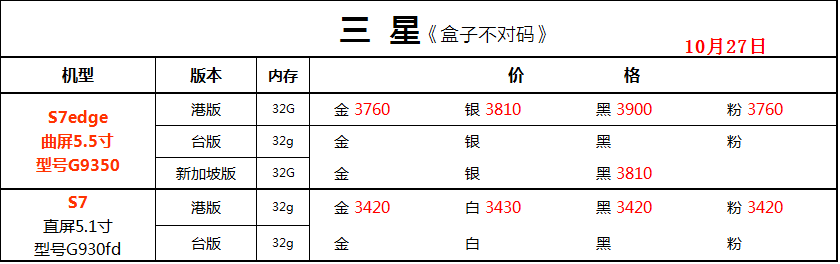 三 星《盒子不对码》
10月27日
机型 版本 内存 价 格
S7edge
曲屏5.5寸
型号G9350
港版 32G 金 3760 银 3810 黑 3900 粉 3760
台版 32g 金 银 黑 粉
新加坡版 32G 金 银 黑 3810
S7
直屏5.1寸
型号G930fd
港版 32g 金 3420 白 3430 黑 3420 粉 3420
台版 32g 金 白 黑 粉